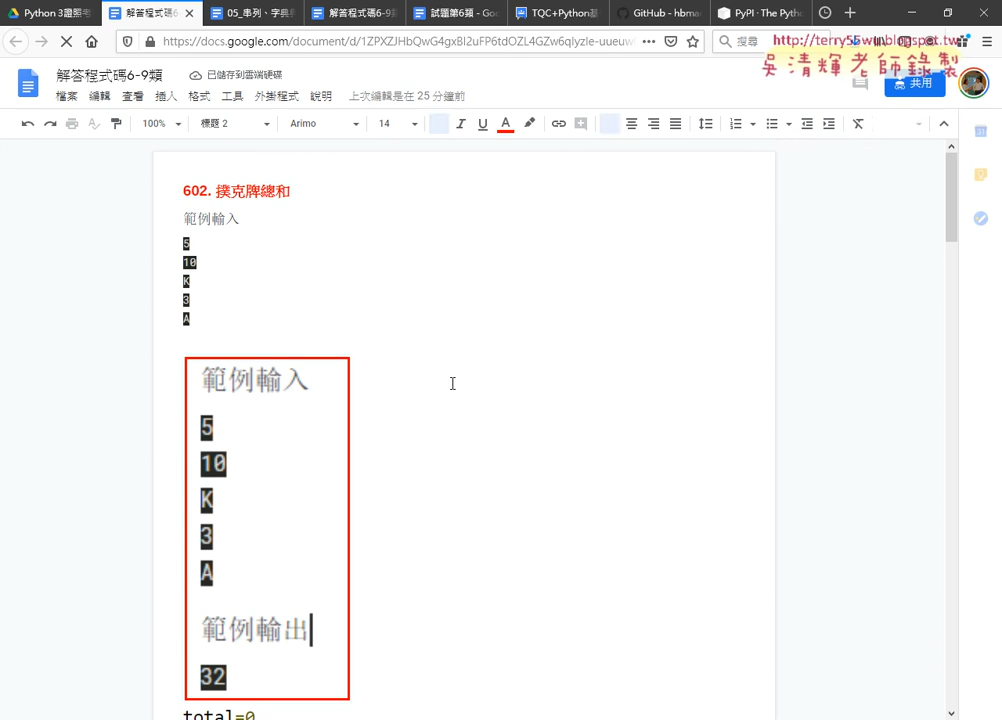 Python 3證照考
解答程式碼6-
05_串列、字典與
解答程式碼6-9類
試題第6類 - Goo
TQC+Python基
GitHub - hbma
PyPI · The Pytho
https://docs.google.com/document/d/1ZPXZJHbQwG4gxBI2uFP6tdOZL4GZw6qIyzle-uueuw
搜尋
http://terry55wu.blogspot.tw
吳清輝老師錄製
解答程式碼6-9類
已儲存到雲端硬碟
共用
檔案 編輯 查看 插入 格式 工具 外掛程式 說明 上次編輯是在 25 分鐘前
100% 標題 2 Arimo 14
602. 撲克牌總和
範例輸入
5
10
K
3
A
範例輸入
5
10
K
3
A
範例輸出
32
total=0